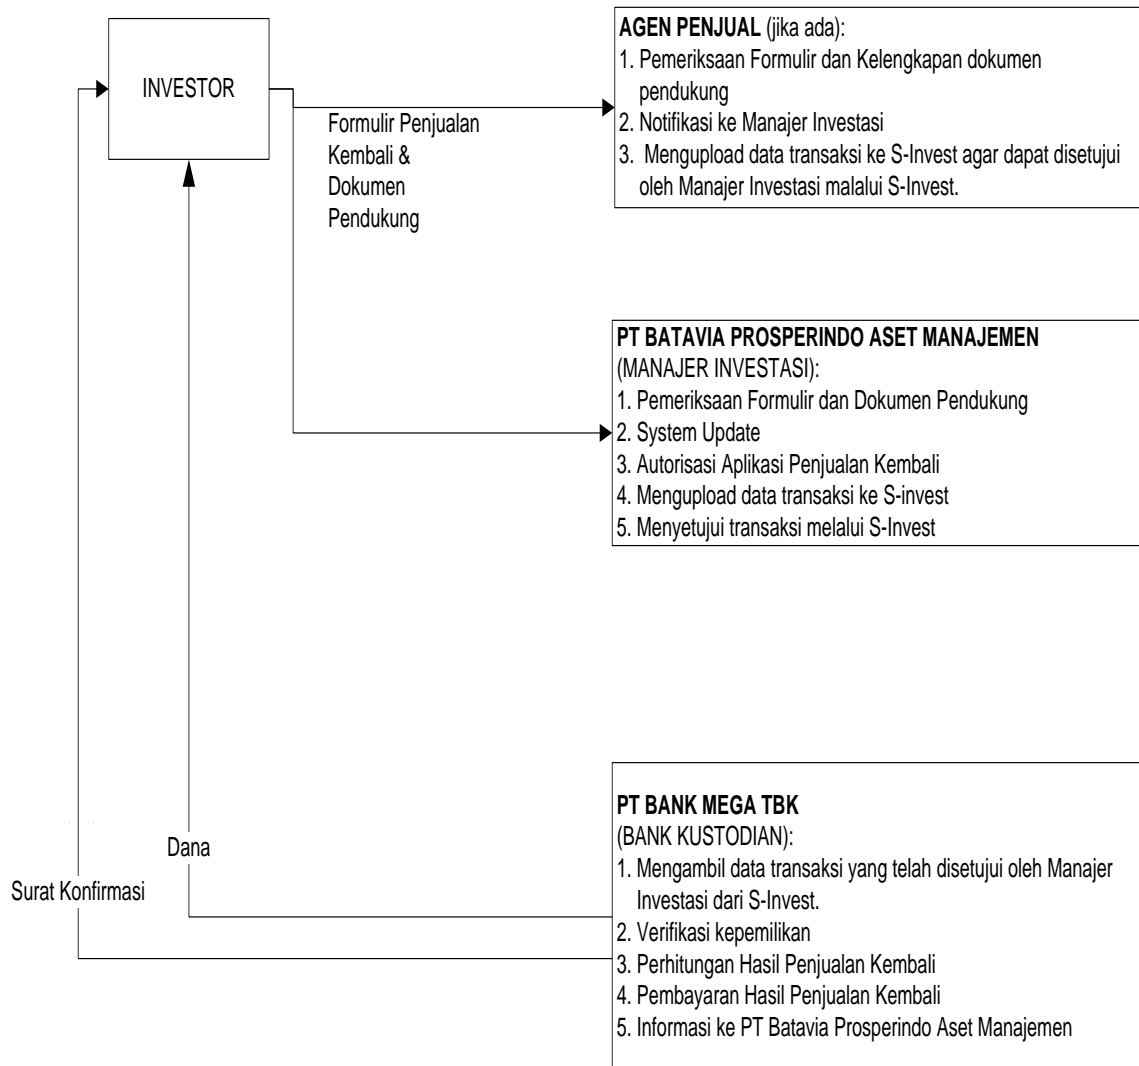 INVESTOR
Formulir Penjualan
Kembali &
Dokumen
Pendukung
AGEN PENJUAL (jika ada):
1. Pemeriksaan Formulir dan Kelengkapan dokumen
pendukung
2. Notifikasi ke Manajer Investasi
3. Mengupload data transaksi ke S-Invest agar dapat disetujui
oleh Manajer Investasi malalui S-Invest.
PT BATAVIA PROSPERINDO ASET MANAJEMEN
(MANAJER INVESTASI):
1. Pemeriksaan Formulir dan Dokumen Pendukung
2. System Update
3. Autorisasi Aplikasi Penjualan Kembali
4. Mengupload data transaksi ke S-invest
5. Menyetujui transaksi melalui S-Invest
Dana
Surat Konfirmasi
PT BANK MEGA TBK
(BANK KUSTODIAN):
1. Mengambil data transaksi yang telah disetujui oleh Manajer
Investasi dari S-Invest.
2. Verifikasi kepemilikan
3. Perhitungan Hasil Penjualan Kembali
4. Pembayaran Hasil Penjualan Kembali
5. Informasi ke PT Batavia Prosperindo Aset Manajemen